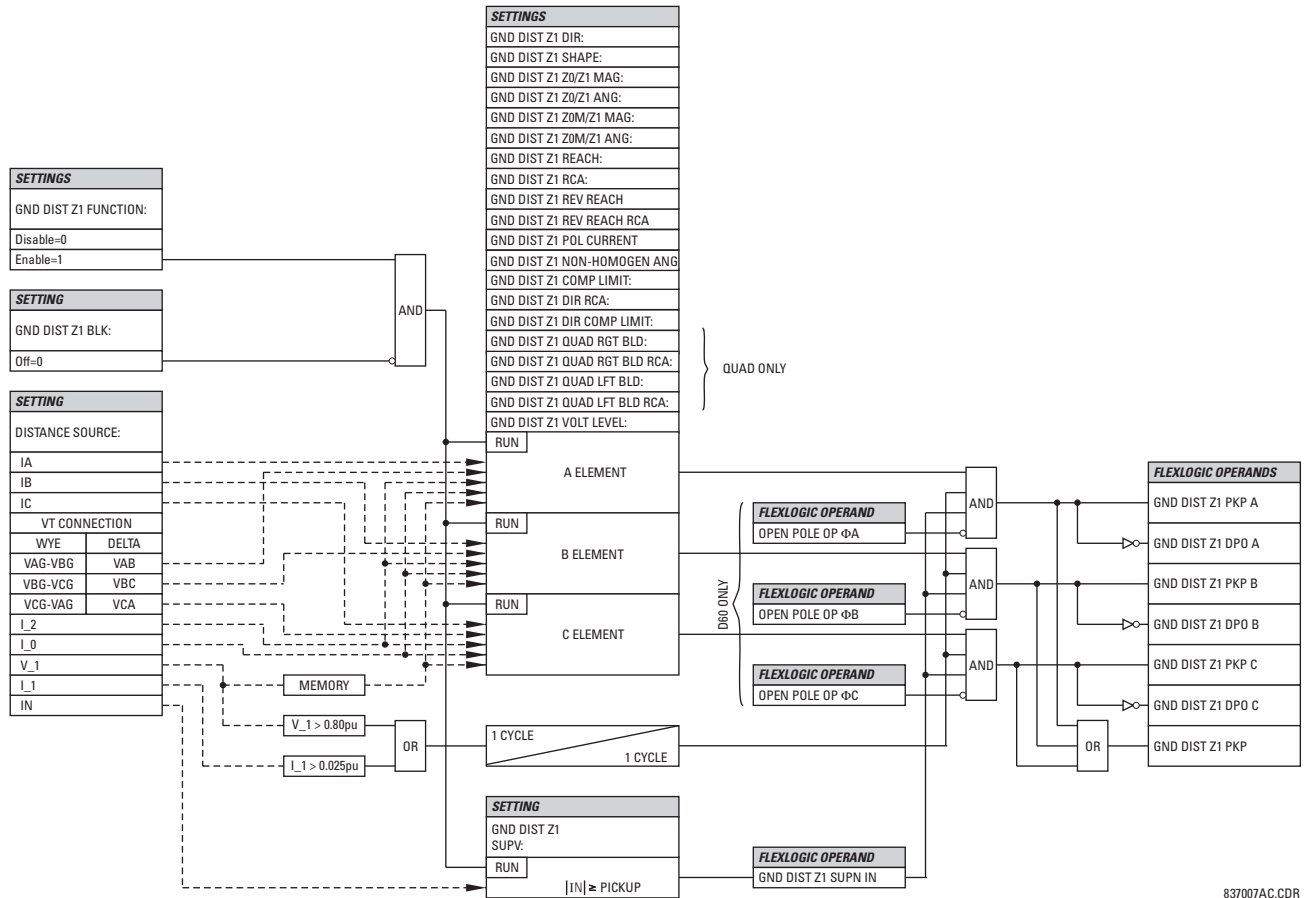 SETTINGS
GND DIST Z1 DIR:
GND DIST Z1 SHAPE:
GND DIST Z1 Z0/Z1 MAG:
GND DIST Z1 Z0/Z1 ANG:
GND DIST Z1 Z0M/Z1 MAG:
GND DIST Z1 Z0M/Z1 ANG:
GND DIST Z1 REACH:
GND DIST Z1 RCA:
GND DIST Z1 REV REACH
GND DIST Z1 REV REACH RCA
GND DIST Z1 POL CURRENT
GND DIST Z1 NON-HOMOGEN ANG
GND DIST Z1 COMP LIMIT:
GND DIST Z1 DIR RCA:
GND DIST Z1 DIR COMP LIMIT:
GND DIST Z1 QUAD RGT BLD:
GND DIST Z1 QUAD RGT BLD RCA:
GND DIST Z1 QUAD LFT BLD:
GND DIST Z1 QUAD LFT BLD RCA:
GND DIST Z1 VOLT LEVEL:
QUAD ONLY
SETTINGS
GND DIST Z1 FUNCTION:
Disable=0
Enable=1
SETTING
GND DIST Z1 BLK:
Off=0
AND
SETTING
DISTANCE SOURCE:
IA
IB
IC
VT CONNECTION
WYE DELTA
VAG-VBG VAB
VBG-VCG VBC
VCG-VAG VCA
I_2
I_0
V_1
I_1
IN
MEMORY
V_1 > 0.80pu
I_1 > 0.025pu
OR
RUN
A ELEMENT
RUN
B ELEMENT
RUN
C ELEMENT
1 CYCLE
1 CYCLE
SETTING
GND DIST Z1
SUPV:
RUN
|IN| ≥ PICKUP
D60 ONLY
FLEXLOGIC OPERAND
OPEN POLE OP ΦA
FLEXLOGIC OPERAND
OPEN POLE OP ΦB
FLEXLOGIC OPERAND
OPEN POLE OP ΦC
FLEXLOGIC OPERAND
GND DIST Z1 SUPN IN
AND
AND
AND
OR
FLEXLOGIC OPERANDS
GND DIST Z1 PKP A
GND DIST Z1 DPO A
GND DIST Z1 PKP B
GND DIST Z1 DPO B
GND DIST Z1 PKP C
GND DIST Z1 DPO C
GND DIST Z1 PKP
837007AC.CDR